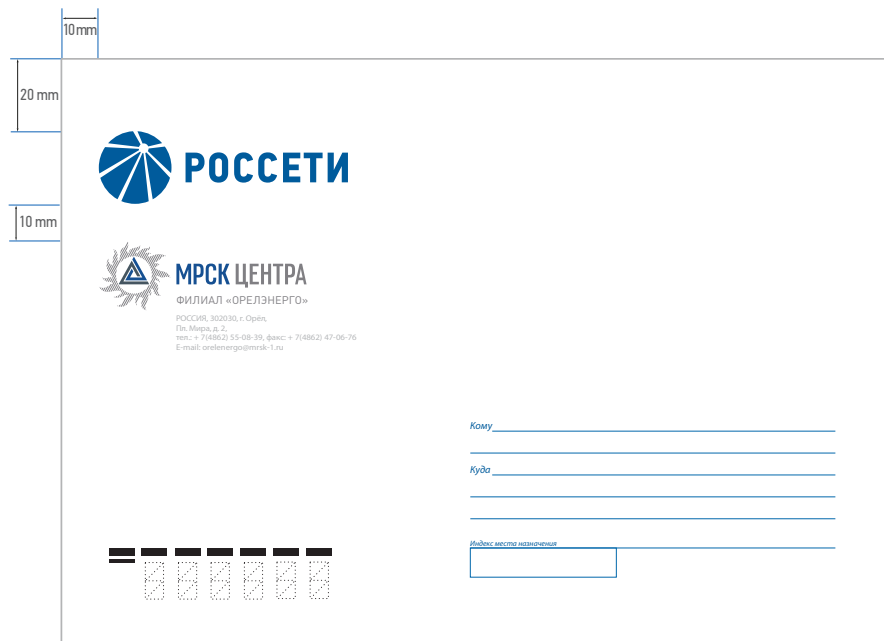 10 mm
20 mm
РОССЕТИ
10 mm
МРСК ЦЕНТРА
ФИЛИАЛ «ОРЕЛЭНЕРГО»
РОССИЯ, 302030, г. Орёл,
Пл. Мира, д. 2,
тел.: + 7(4862) 55-08-39, факс: + 7(4862) 47-06-76
E-mail: orelenergo@mrsk-1.ru
Кому
Куда
Индекс места назначения